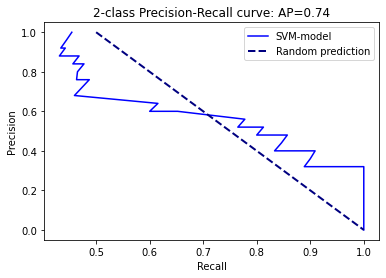 2-class Precision-Recall curve: AP=0.74
SVM-model
Random prediction
Precision
1.0
0.8
0.6
0.4
0.2
0.0
0.5 0.6 0.7 0.8 0.9 1.0
Recall